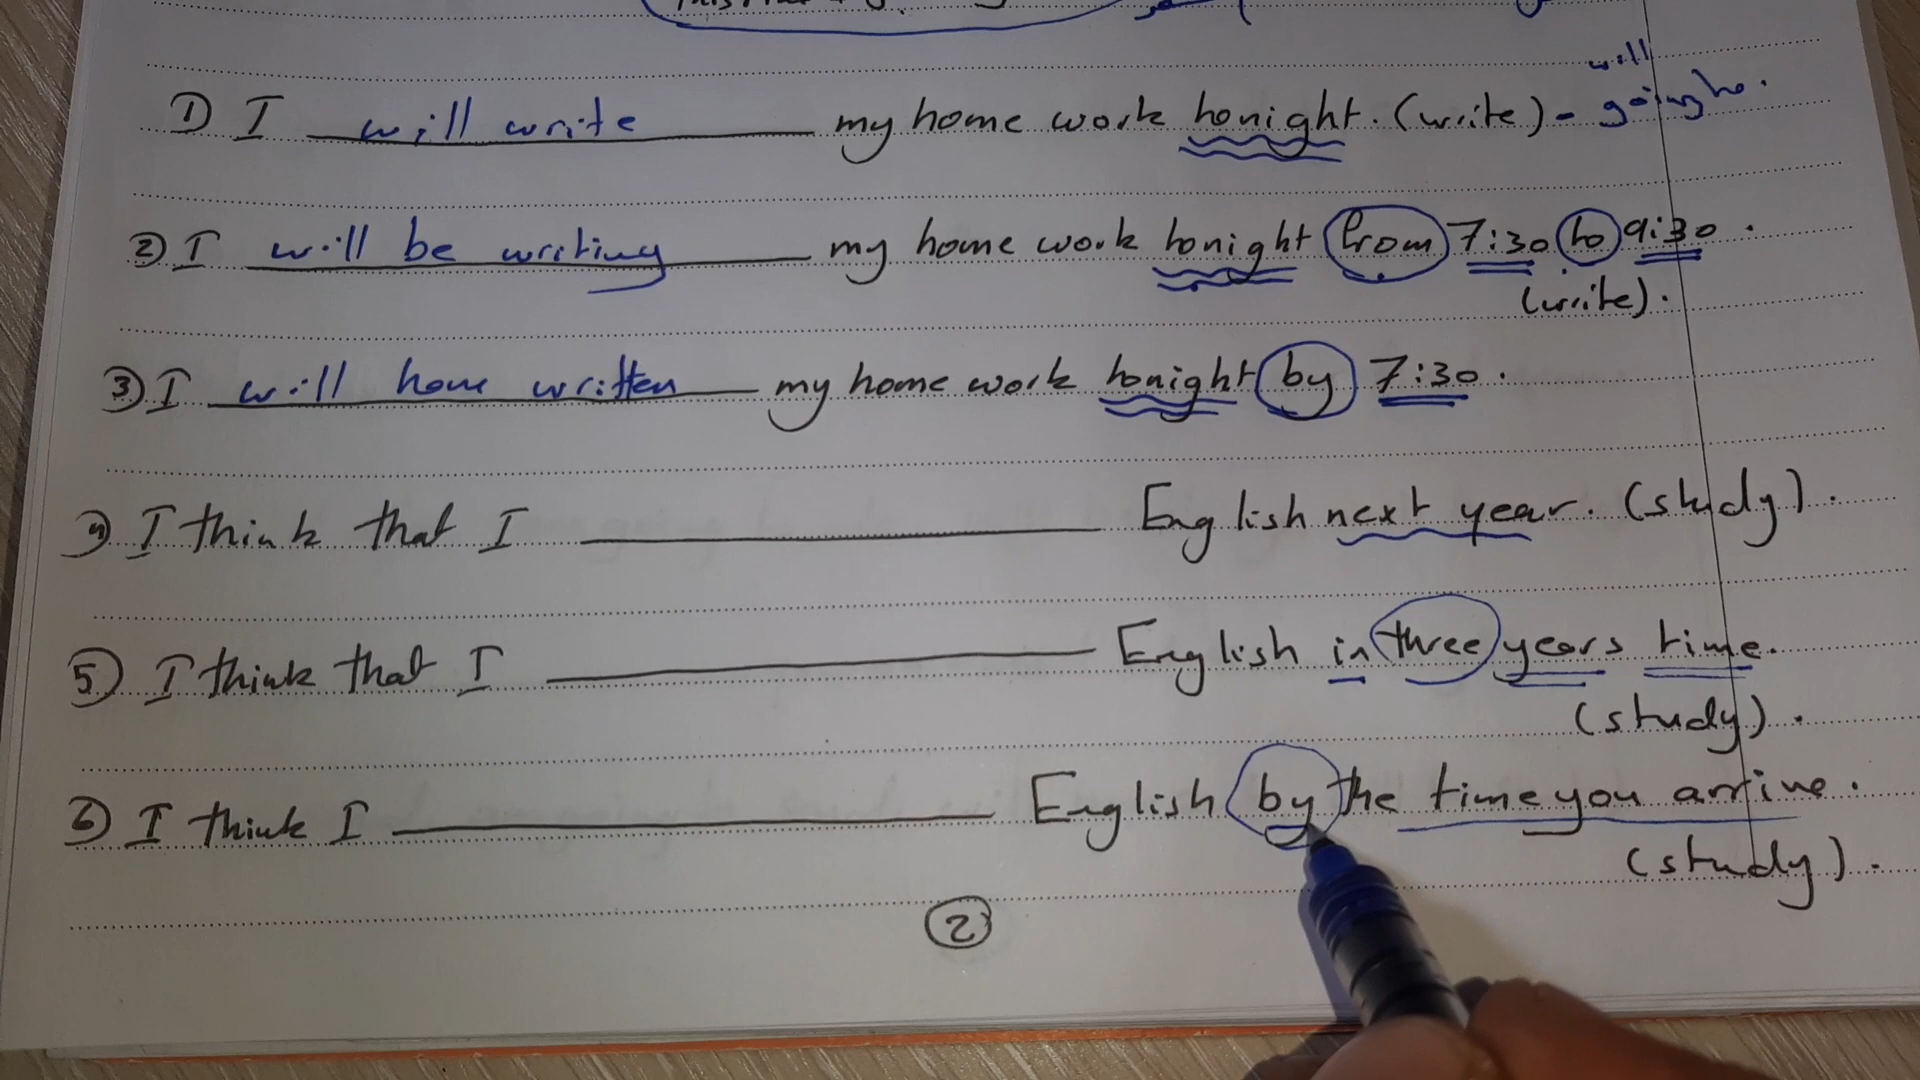 will
1) I will write my home work tonight. (write) - going to.
2) I will be writing my home work tonight from 7:30 to 9:30.
(write).
3) I will have written my home work tonight by 7:30.
4) I think that I English next year. (study).
5) I think that I English in three years time.
(study).
6) I think I English by the time you arrive.
(study).
2